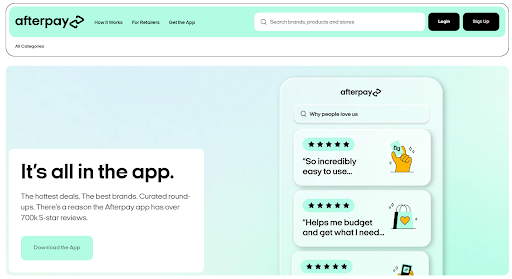 afterpay
How it Works
For Retailers
Get the App
Search brands, products and stores
Login
Sign Up
All Categories
It's all in the app.
The hottest deals. The best brands. Curated round-
ups. There's a reason the Afterpay app has over
700k 5-star reviews.
Download the App
afterpay
Why people love us
"So incredibly
easy to use...
"Helps me budget
and get what I need...